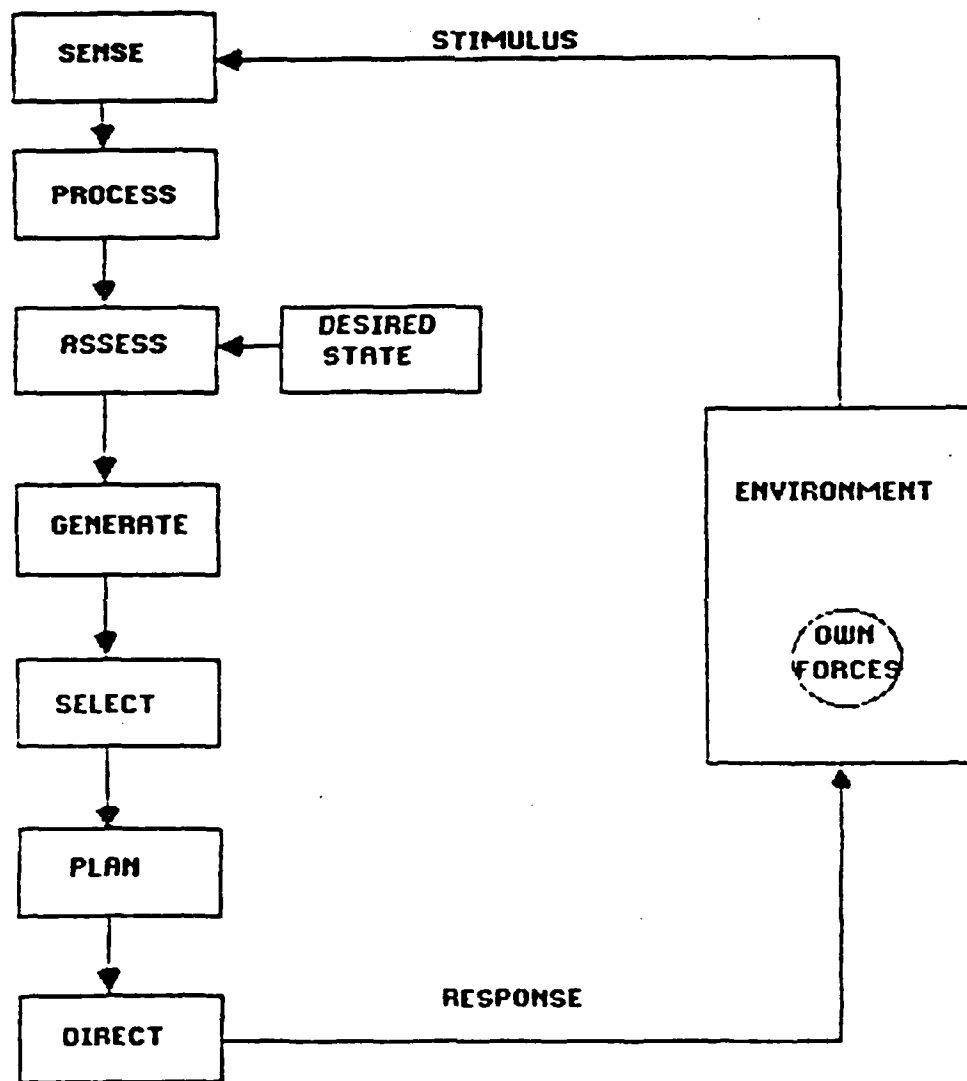 SENSE
STIMULUS
PROCESS
ASSESS
DESIRED
STATE
GENERATE
ENVIRONMENT
OWN
FORCES
SELECT
PLAN
DIRECT
RESPONSE